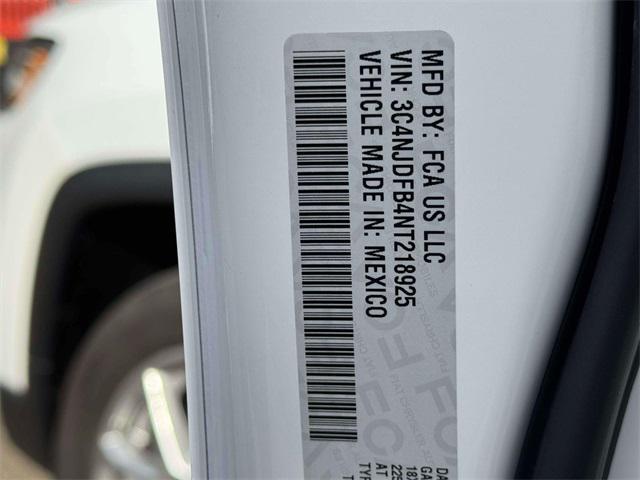 MFD BY: FCA US LLC
VIN: 3C4NJDFB4NT218925
VEHICLE MADE IN: MEXICO